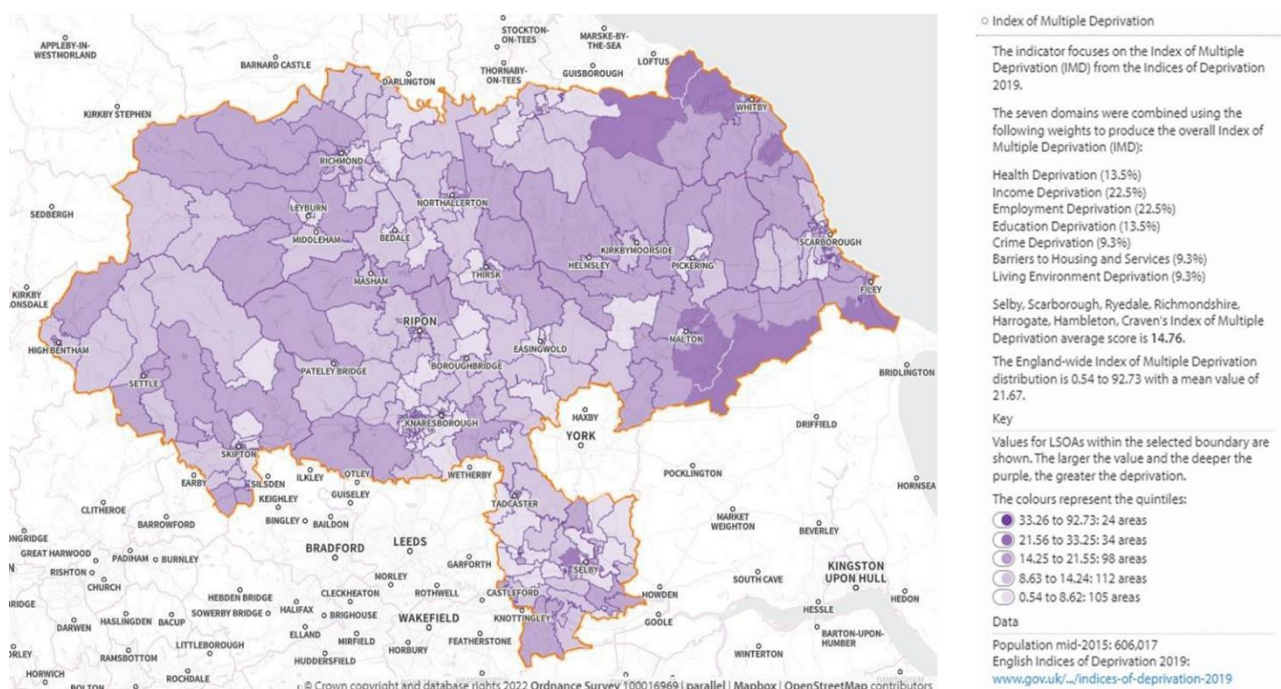 APPLEBY-IN-
WESTMORLAND
STOCKTON-
ON-TEES
MARSKE-BY-
THE-SEA
BARNARD CASTLE
LOFTUS
DARLINGTON
THORNABY-
ON-TEES
GUISBOROUGH
KIRKBY STEPHEN
WHITBY
RICHMOND
SEDBERGH
LEYBURN
NORTHALLERTON
MIDDLEHAM
BEDALE
SCARBOROUGH
KIRKBYMOORSIDE
HELMSLEY
PICKERING
THIRSK
MASHAM
KIRKBY
ONSDALE
FILEY
RIPON
HIGH BENTHAM
MALTON
EASINGWOLD
SETTLE
PATELEY BRIDGE
BOROUGHBRIDGE
BRIDLINGTON
KNARESBOROUGH
HAXBY
YORK
DRIFFIELD
SKIPTON
EARBY
SILSDEN
ILKLEY
OTLEY
WETHERBY
POCKLINGTON
KEIGHLEY
GUISELEY
HORNSEA
TADCASTER
CLITHEROE
BARROWFORD
BINGLEY
BAILDON
MARKET
WEIGHTON
BEVERLEY
ONGRIDGE
GREAT HARWOOD
PADIHAM
BURNLEY
BRADFORD
LEEDS
RISHTON
GARFORTH
SELBY
CHURCH
MORLEY
SOUTH CAVE
KINGSTON
UPON HULL
HEBDEN BRIDGE
CLECKHEATON
ROTHWELL
CASTLEFORD
HOWDEN
HEDON
RIDGE
HASLINGDEN
BACUP
SOWERBY BRIDGE
HALIFAX
BRIGHOUSE
WAKEFIELD
KNOTTINGLEY
GOOLE
HESSLE
DARWEN
LITTLEBOROUGH
ELLAND
MIRFIELD
HORBURY
FEATHERSTONE
BARTON-UPON-
HUMBER
RLEY
RAMSBOTTOM
HUDDERSFIELD
WINTERTON
HORWICH
ROCHDALE
BOLTON
© Crown copyright and database rights 2022 Ordnance Survey 100016969 | parallel | Mapbox | OpenStreetMap contributors
Index of Multiple Deprivation
The indicator focuses on the Index of Multiple
Deprivation (IMD) from the Indices of Deprivation
2019.
The seven domains were combined using the
following weights to produce the overall Index of
Multiple Deprivation (IMD):
Health Deprivation (13.5%)
Income Deprivation (22.5%)
Employment Deprivation (22.5%)
Education Deprivation (13.5%)
Crime Deprivation (9.3%)
Barriers to Housing and Services (9.3%)
Living Environment Deprivation (9.3%)
Selby, Scarborough, Ryedale, Richmondshire,
Harrogate, Hambleton, Craven's Index of Multiple
Deprivation average score is 14.76.
The England-wide Index of Multiple Deprivation
distribution is 0.54 to 92.73 with a mean value of
21.67.
Key
Values for LSOAs within the selected boundary are
shown. The larger the value and the deeper the
purple, the greater the deprivation.
The colours represent the quintiles:
33.26 to 92.73: 24 areas
21.56 to 33.25: 34 areas
14.25 to 21.55: 98 areas
8.63 to 14.24: 112 areas
0.54 to 8.62: 105 areas
Data
Population mid-2015: 606,017
English Indices of Deprivation 2019:
www.gov.uk/.../indices-of-deprivation-2019